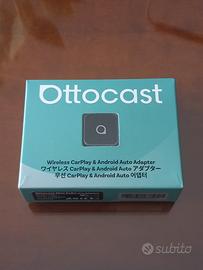 Ottocast
Wireless CarPlay & Android Auto Adapter
ワイヤレス CarPlay & Android Auto アダプター
무선 CarPlay & Android Auto 어댑터
subito